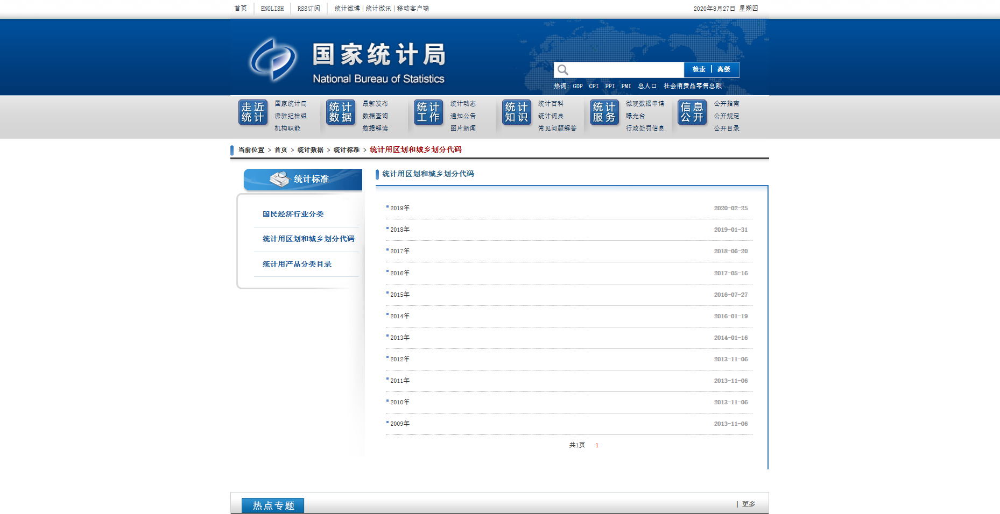 首页 ENGLISH RSS订阅 统计微博 | 统计微讯 | 移动客户端 2020年8月27日 星期四
国家统计局
National Bureau of Statistics
检索 | 高级
热词: GDP CPI PPI PMI 总人口 社会消费品零售总额
走近统计 国家统计局 派驻纪检组 机构职能
统计数据 最新发布 数据查询 数据解读
统计工作 统计动态 通知公告 图片新闻
统计知识 统计百科 统计词典 常见问题解答
统计服务 微观数据申请 曝光台 行政处罚信息
信息公开 公开指南 公开规定 公开目录
当前位置 > 首页 > 统计数据 > 统计标准 > 统计用区划和城乡划分代码
统计标准
国民经济行业分类
统计用区划和城乡划分代码
统计用产品分类目录
统计用区划和城乡划分代码
2019年 2020-02-25
2018年 2019-01-31
2017年 2018-06-20
2016年 2017-05-16
2015年 2016-07-27
2014年 2016-01-19
2013年 2014-01-16
2012年 2013-11-06
2011年 2013-11-06
2010年 2013-11-06
2009年 2013-11-06
共1页 1
热点专题 | 更多